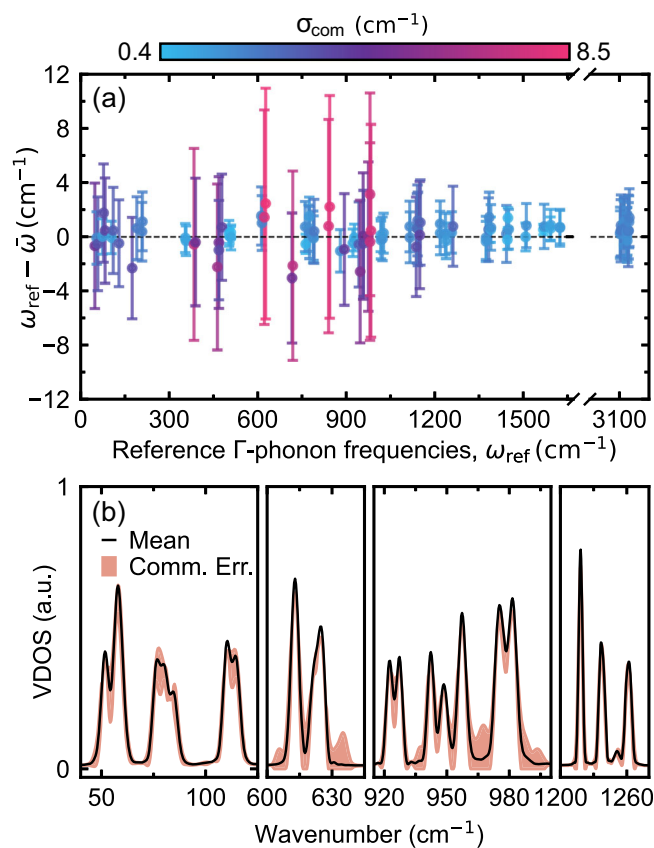 σcom (cm⁻¹)
0.4 8.5
(a)
12
8
4
0
−4
−8
−12
ωref − ω̄ (cm⁻¹)
0 300 600 900 1200 1500 3100
Reference Γ-phonon frequencies, ωref (cm⁻¹)
(b)
Mean
Comm. Err.
1
0
VDOS (a.u.)
50 100 600 630 920 950 980 1200 1260
Wavenumber (cm⁻¹)